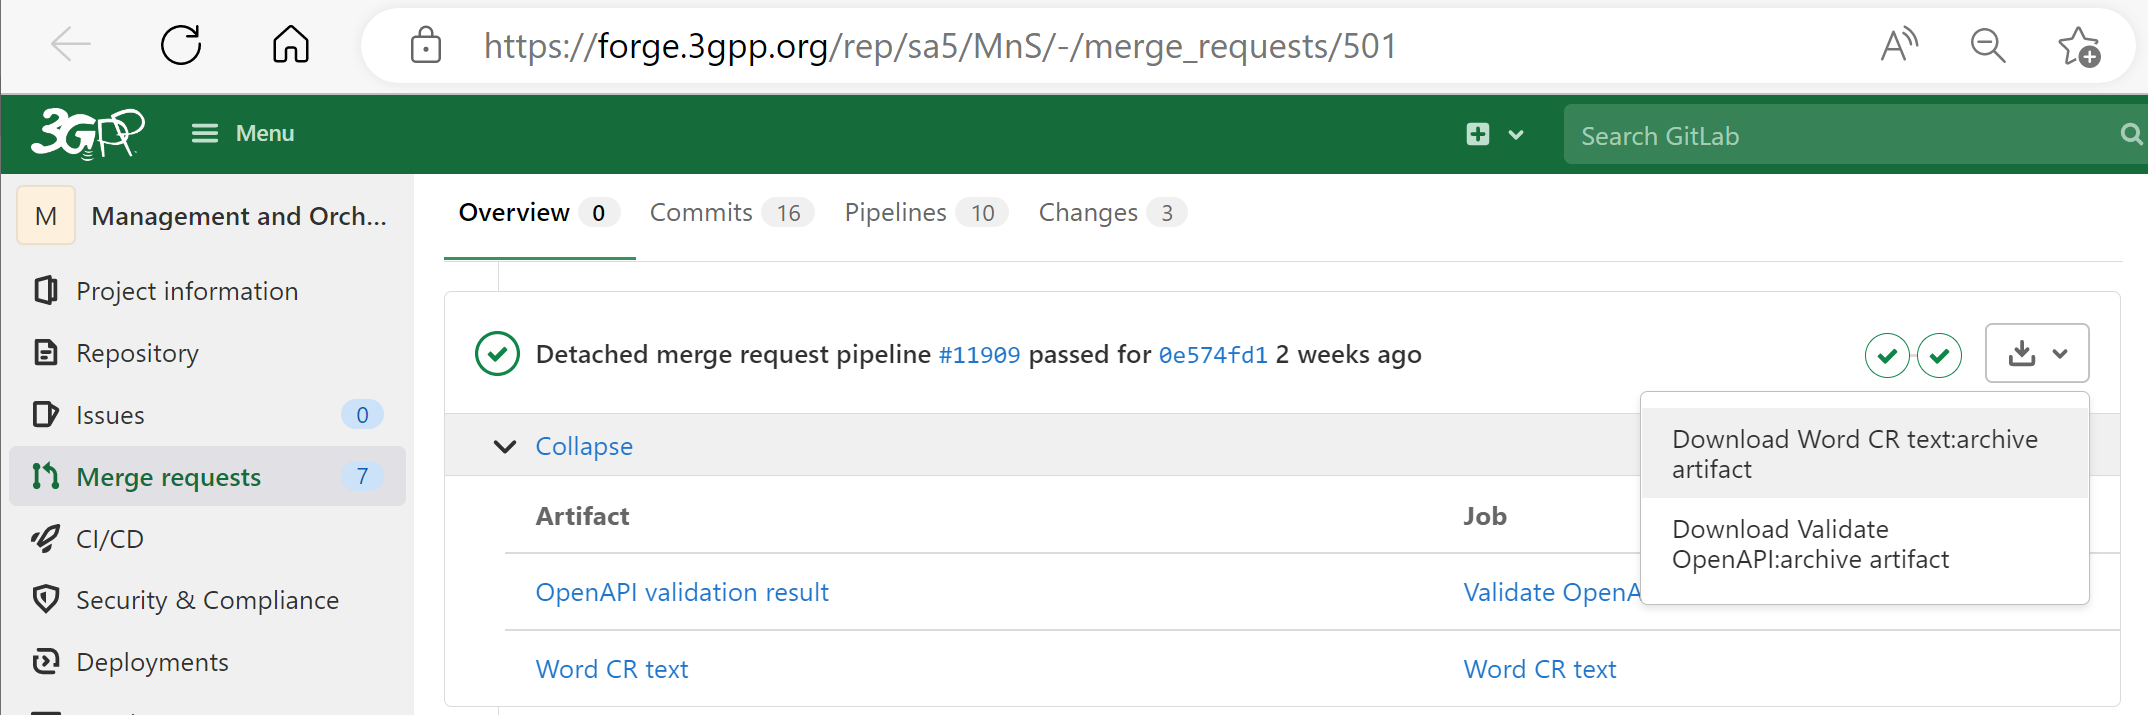 https://forge.3gpp.org/rep/sa5/MnS/-/merge_requests/501
3GPP
Menu
Search GitLab
M
Management and Orch...
Overview 0 Commits 16 Pipelines 10 Changes 3
Project information
Repository
Issues 0
Merge requests 7
CI/CD
Security & Compliance
Deployments
Detached merge request pipeline #11909 passed for 0e574fd1 2 weeks ago
Collapse
Download Word CR text:archive
artifact
Download Validate
OpenAPI:archive artifact
Artifact Job
OpenAPI validation result Validate OpenA
Word CR text Word CR text